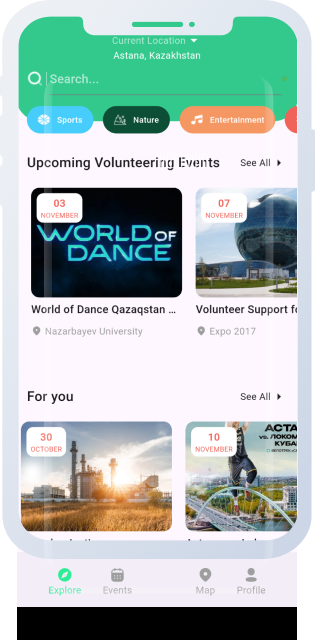 Current Location
Astana, Kazakhstan
Search...
Sports
Nature
Entertainment
Upcoming Volunteering Events
See All
03
NOVEMBER
WORLD OF
DANCE
07
NOVEMBER
World of Dance Qazaqstan ...
Volunteer Support fo
Nazarbayev University
Expo 2017
For you
See All
30
OCTOBER
10
NOVEMBER
АСТА
vs. ЛОКОМ
КУБА
Explore
Events
Map
Profile